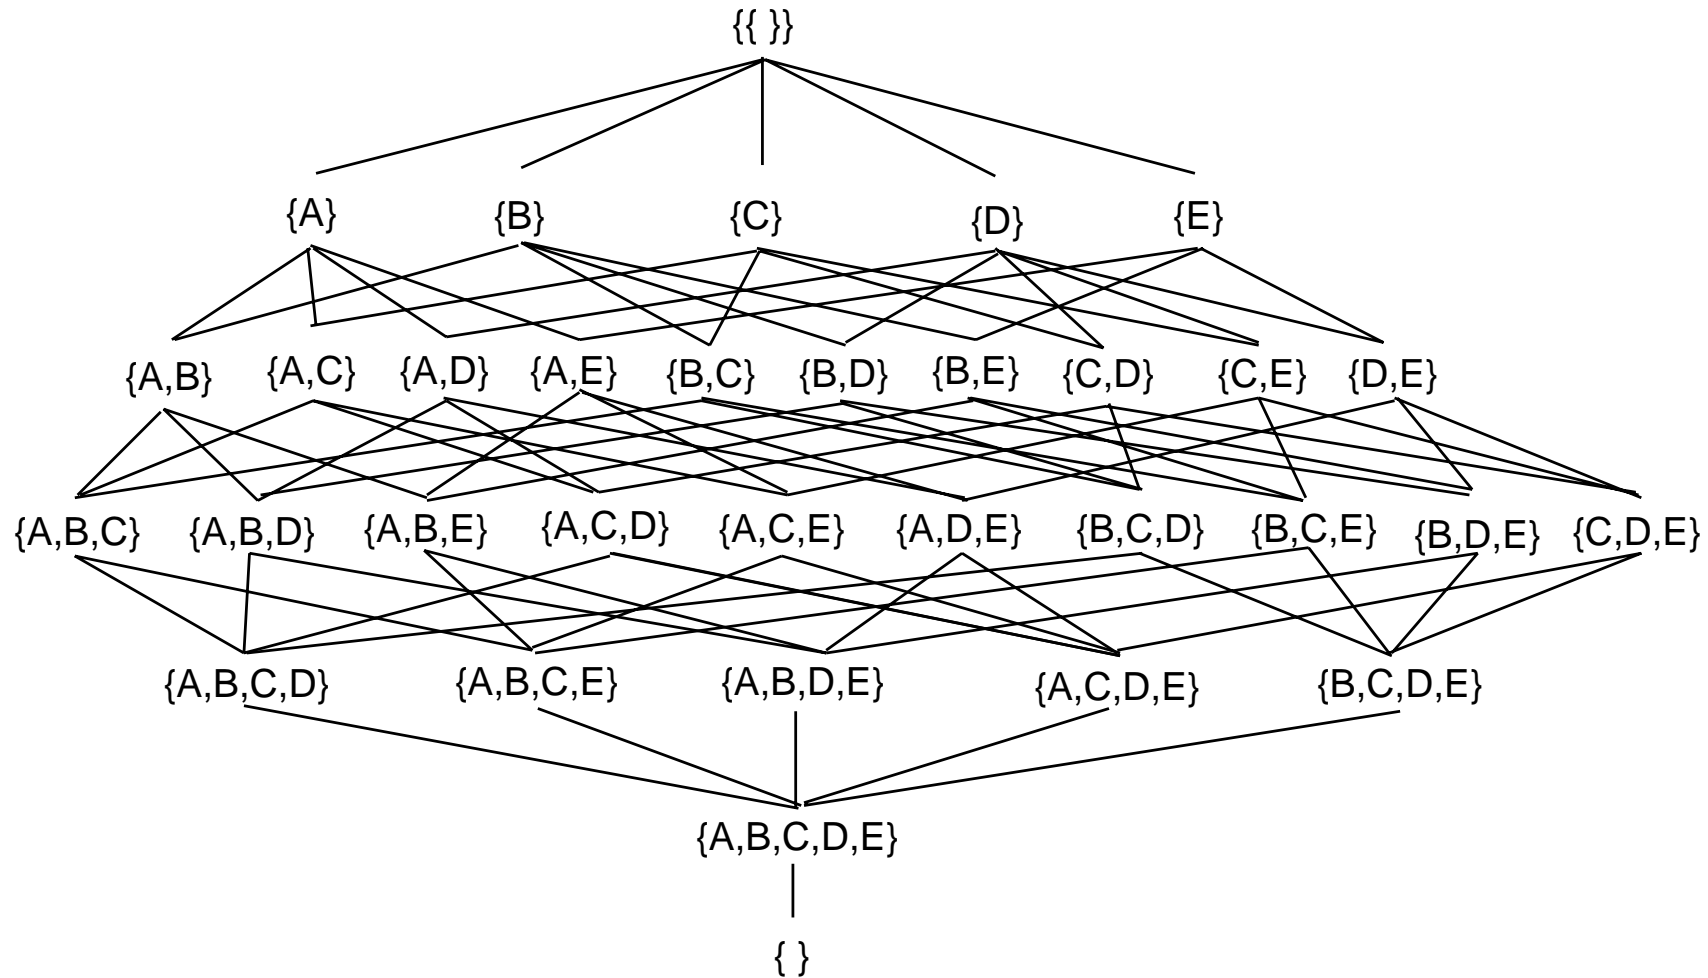 {{ }}
{A} {B} {C} {D} {E}
{A,B} {A,C} {A,D} {A,E} {B,C} {B,D} {B,E} {C,D} {C,E} {D,E}
{A,B,C} {A,B,D} {A,B,E} {A,C,D} {A,C,E} {A,D,E} {B,C,D} {B,C,E} {B,D,E} {C,D,E}
{A,B,C,D} {A,B,C,E} {A,B,D,E} {A,C,D,E} {B,C,D,E}
{A,B,C,D,E}
{ }